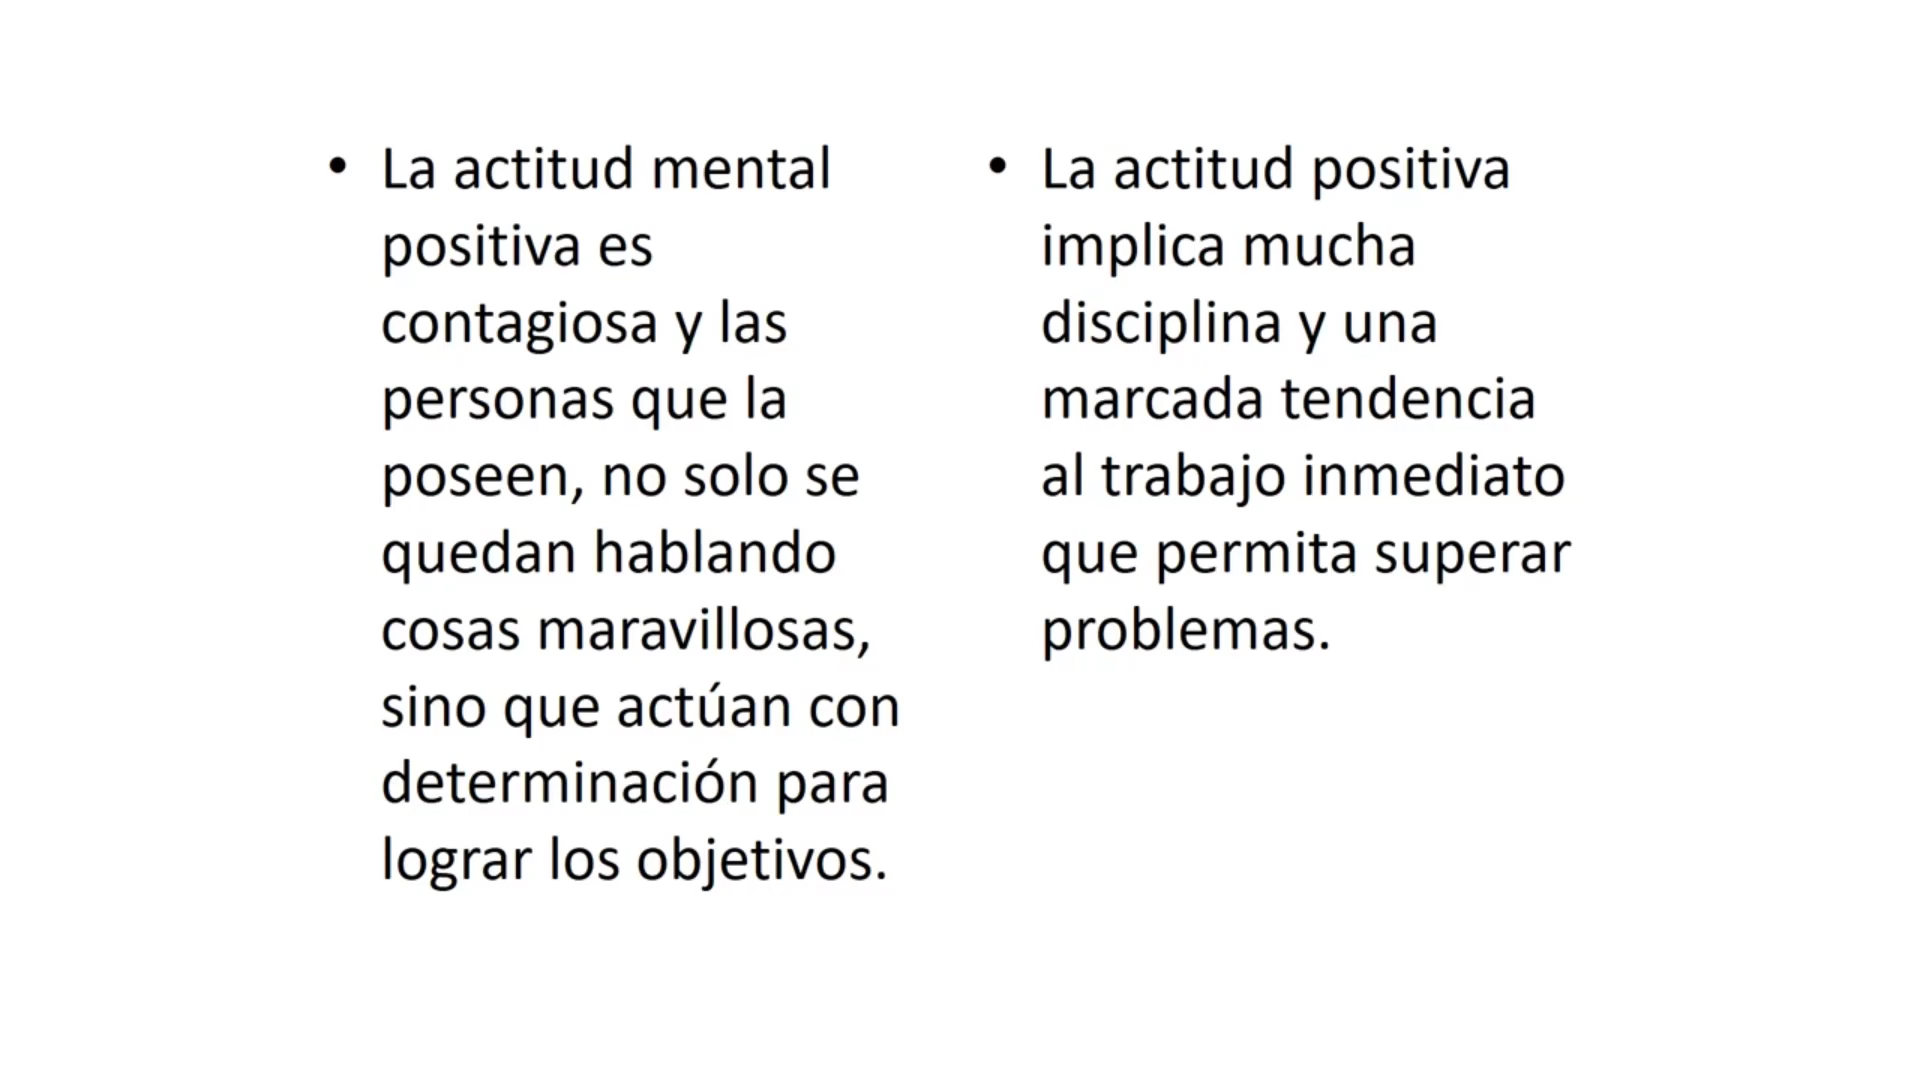 • La actitud mental
positiva es
contagiosa y las
personas que la
poseen, no solo se
quedan hablando
cosas maravillosas,
sino que actúan con
determinación para
lograr los objetivos.
• La actitud positiva
implica mucha
disciplina y una
marcada tendencia
al trabajo inmediato
que permita superar
problemas.